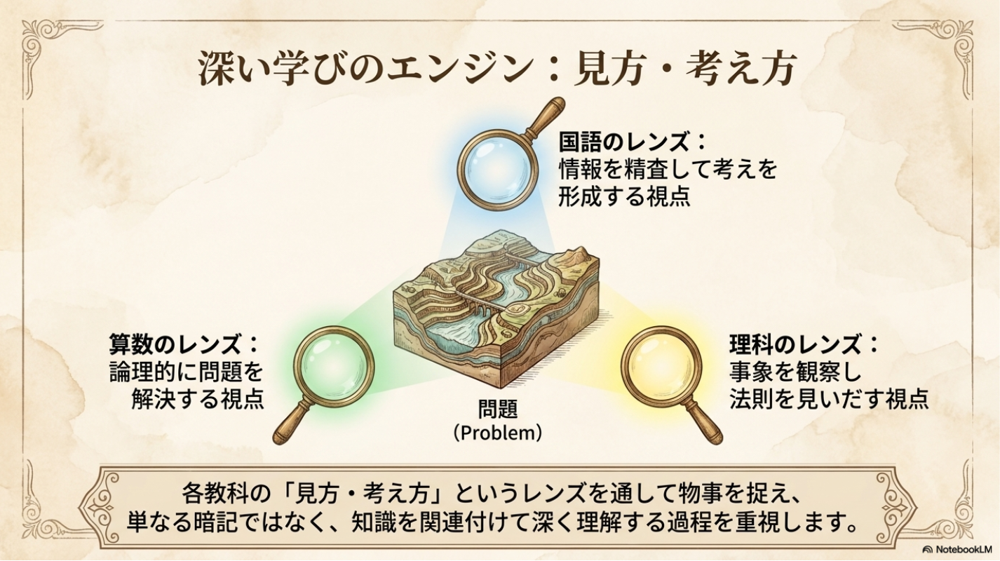 深い学びのエンジン：見方・考え方
国語のレンズ：
情報を精査して考えを
形成する視点
算数のレンズ：
論理的に問題を
解決する視点
問題
（Problem）
理科のレンズ：
事象を観察し
法則を見いだす視点
各教科の「見方・考え方」というレンズを通して物事を捉え、
単なる暗記ではなく、知識を関連付けて深く理解する過程を重視します。
NotebookLM